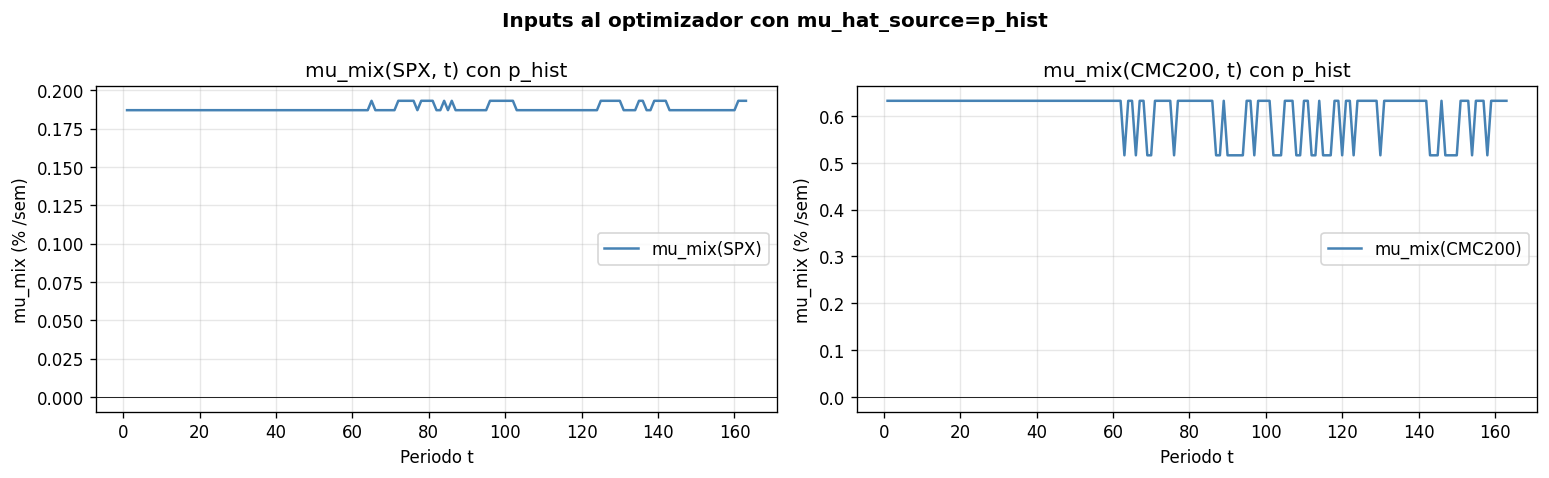 Inputs al optimizador con mu_hat_source=p_hist
mu_mix(SPX, t) con p_hist
mu_mix (% /sem)
0.200
0.175
0.150
0.125
0.100
0.075
0.050
0.025
0.000
mu_mix(SPX)
0 20 40 60 80 100 120 140 160
Periodo t
mu_mix(CMC200, t) con p_hist
mu_mix (% /sem)
0.6
0.5
0.4
0.3
0.2
0.1
0.0
mu_mix(CMC200)
0 20 40 60 80 100 120 140 160
Periodo t